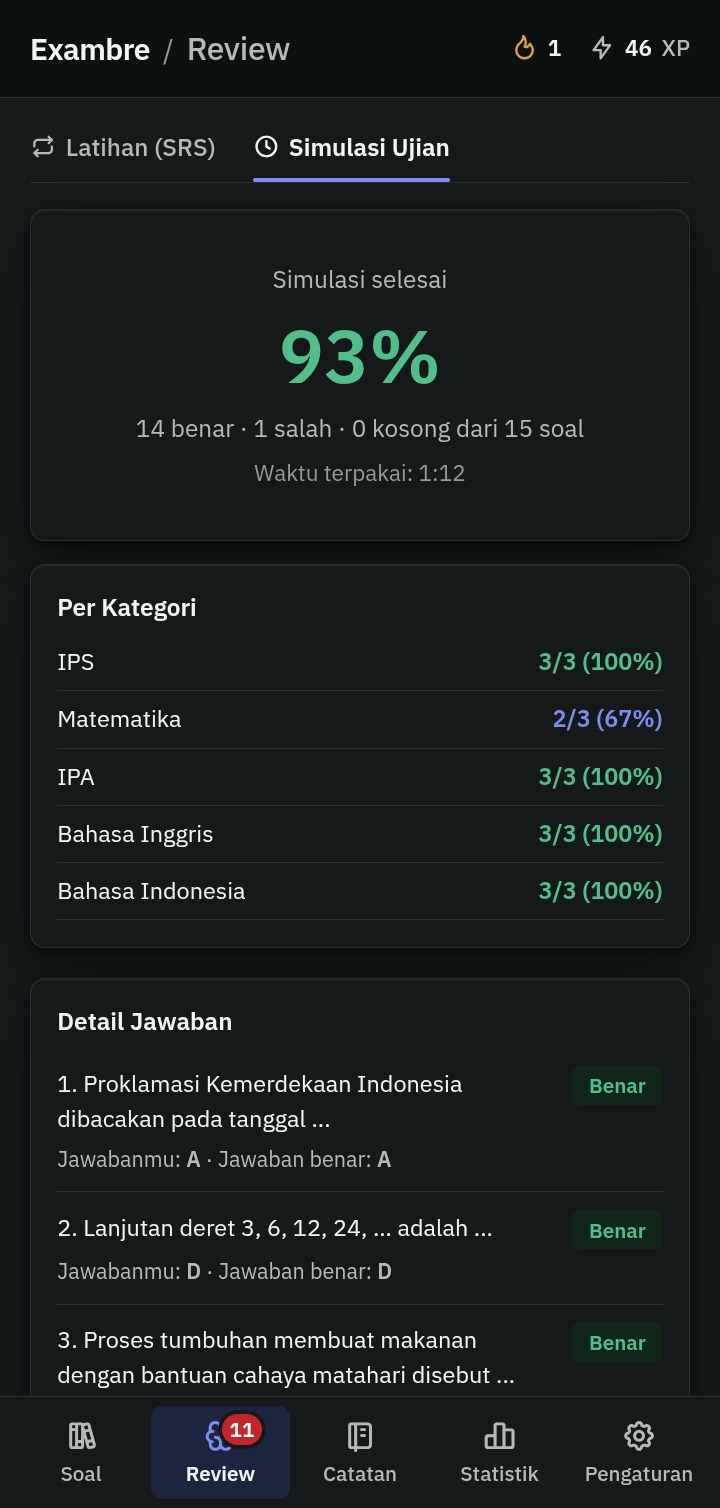 Exambre / Review 1 46 XP
Latihan (SRS) Simulasi Ujian
Simulasi selesai
93%
14 benar · 1 salah · 0 kosong dari 15 soal
Waktu terpakai: 1:12
Per Kategori
IPS 3/3 (100%)
Matematika 2/3 (67%)
IPA 3/3 (100%)
Bahasa Inggris 3/3 (100%)
Bahasa Indonesia 3/3 (100%)
Detail Jawaban
1. Proklamasi Kemerdekaan Indonesia Benar
dibacakan pada tanggal ...
Jawabanmu: A · Jawaban benar: A
2. Lanjutan deret 3, 6, 12, 24, ... adalah ... Benar
Jawabanmu: D · Jawaban benar: D
3. Proses tumbuhan membuat makanan Benar
dengan bantuan cahaya matahari disebut ...
11
Soal Review Catatan Statistik Pengaturan